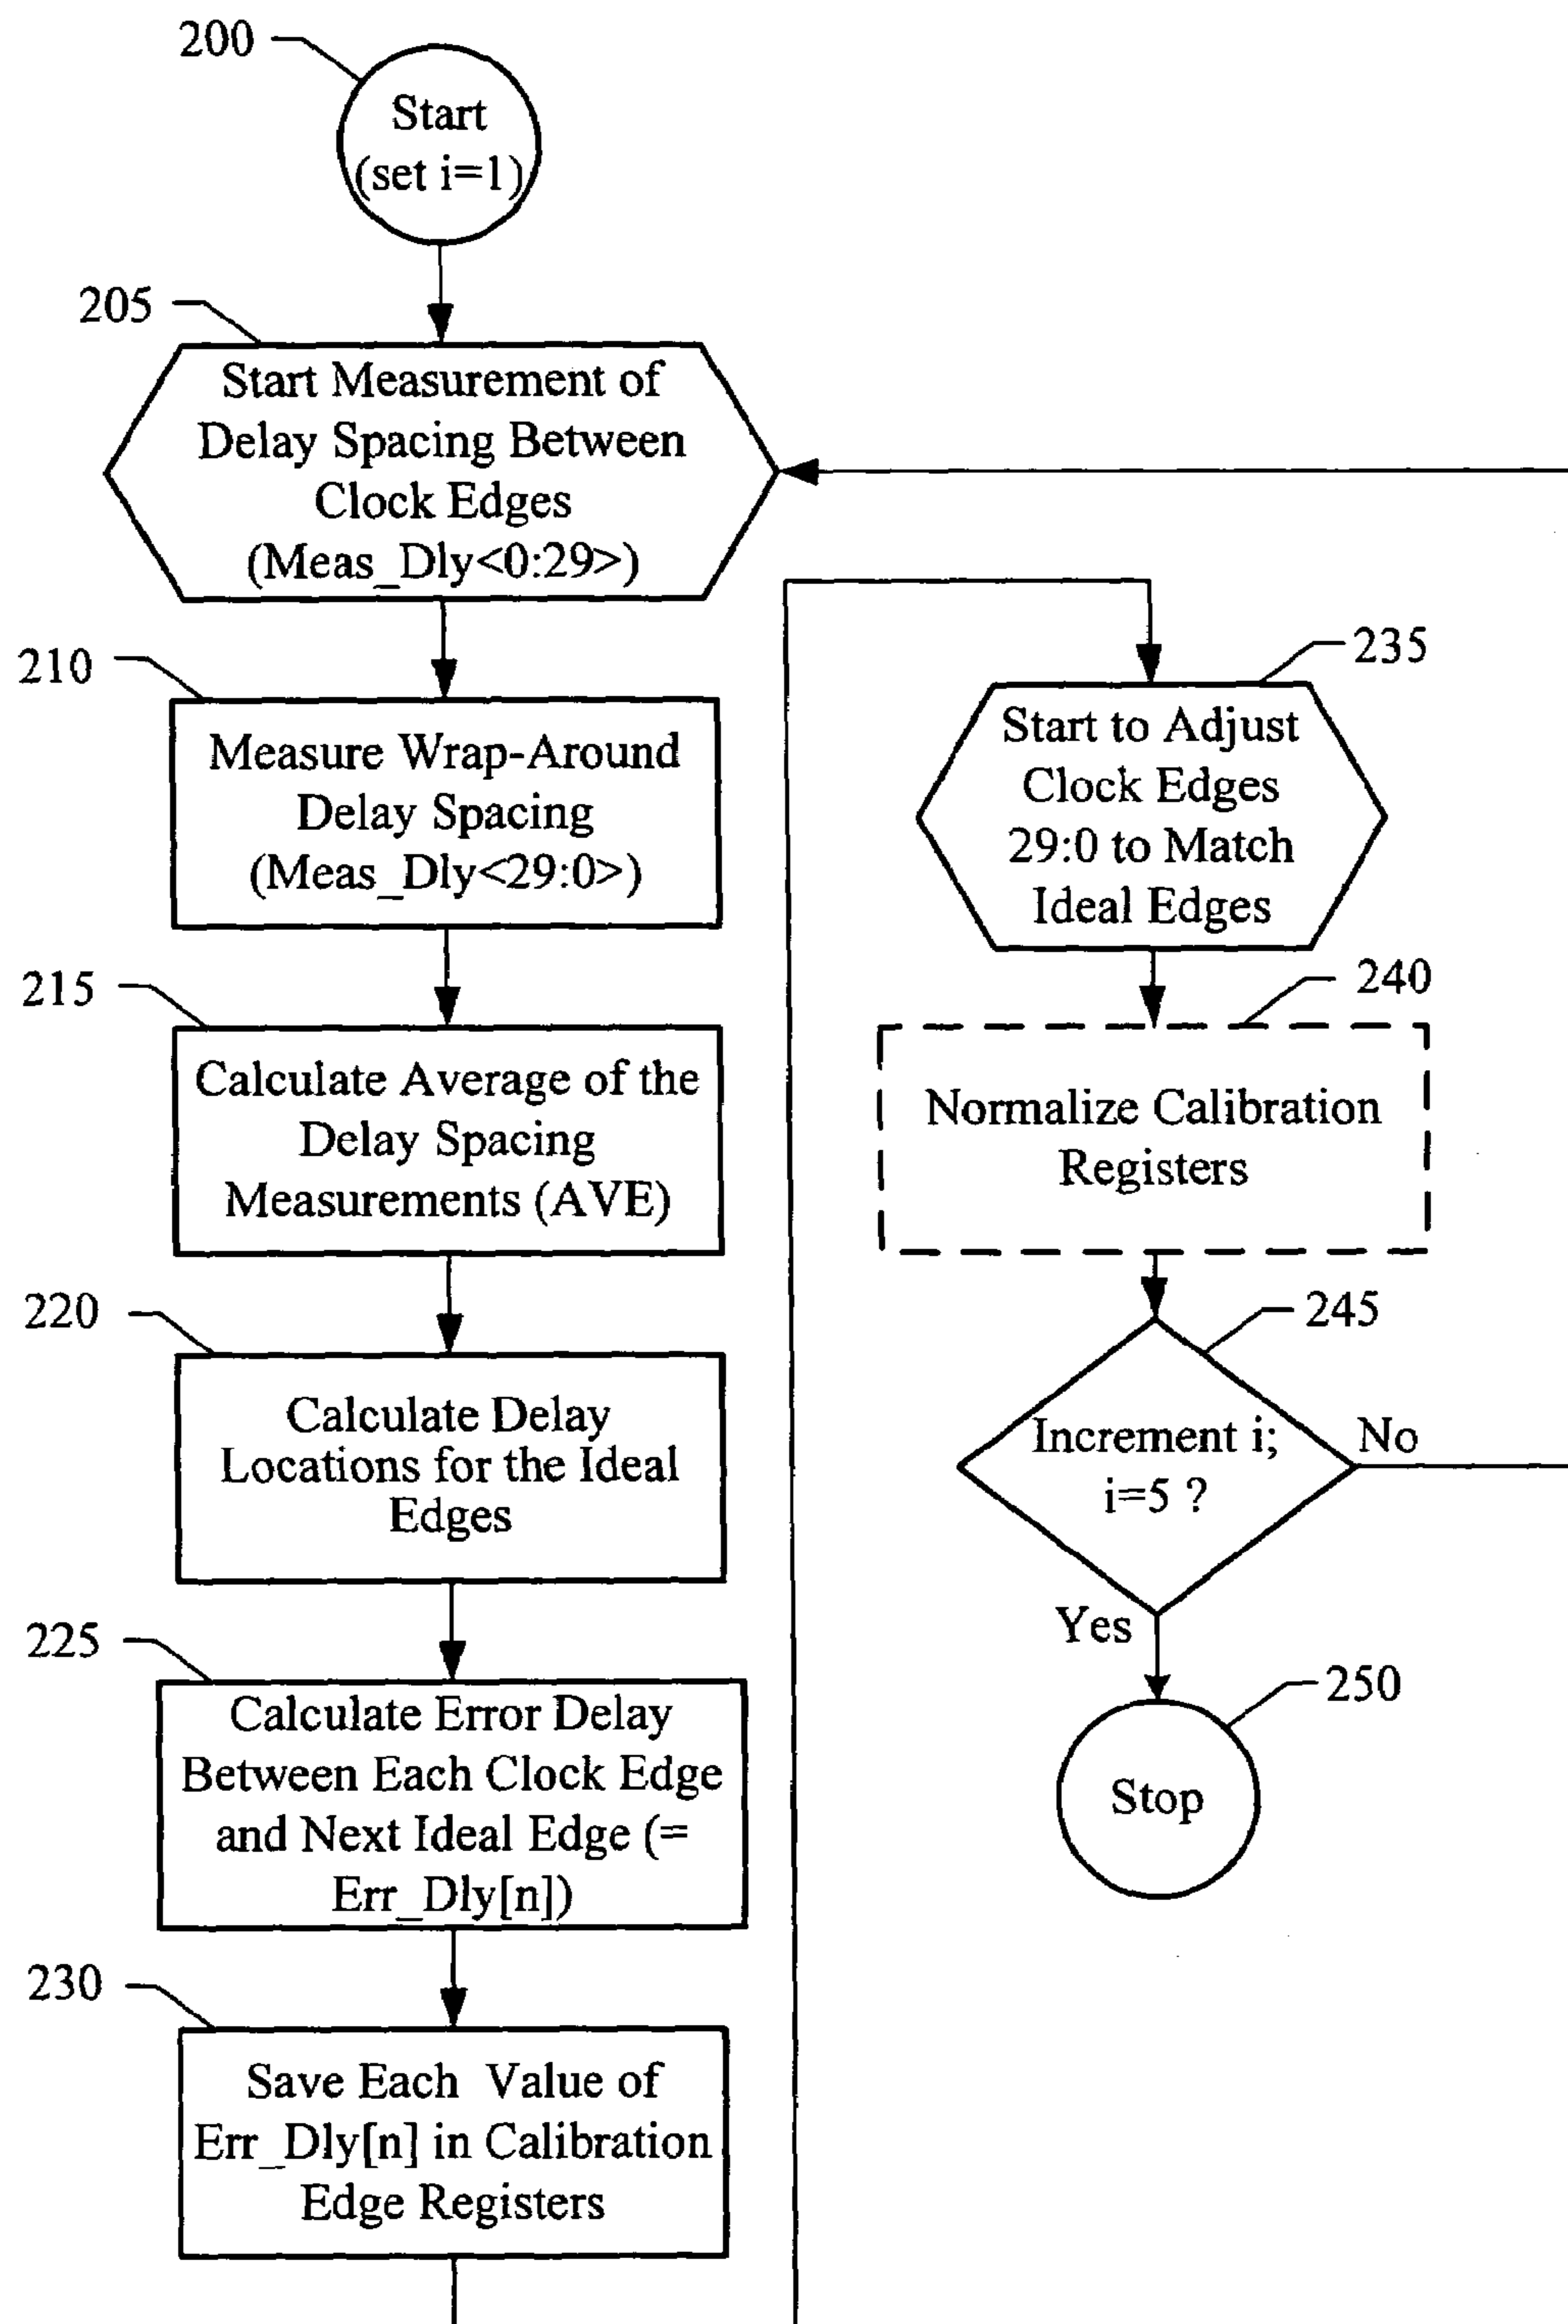 200
Start
(set i=1)
205
Start Measurement of
Delay Spacing Between
Clock Edges
(Meas_Dly<0:29>)
210
Measure Wrap-Around
Delay Spacing
(Meas_Dly<29:0>)
215
Calculate Average of the
Delay Spacing
Measurements (AVE)
220
Calculate Delay
Locations for the Ideal
Edges
225
Calculate Error Delay
Between Each Clock Edge
and Next Ideal Edge (=
Err_Dly[n])
230
Save Each Value of
Err_Dly[n] in Calibration
Edge Registers
235
Start to Adjust
Clock Edges
29:0 to Match
Ideal Edges
240
Normalize Calibration
Registers
245
Increment i;
i=5 ?
No
Yes
250
Stop